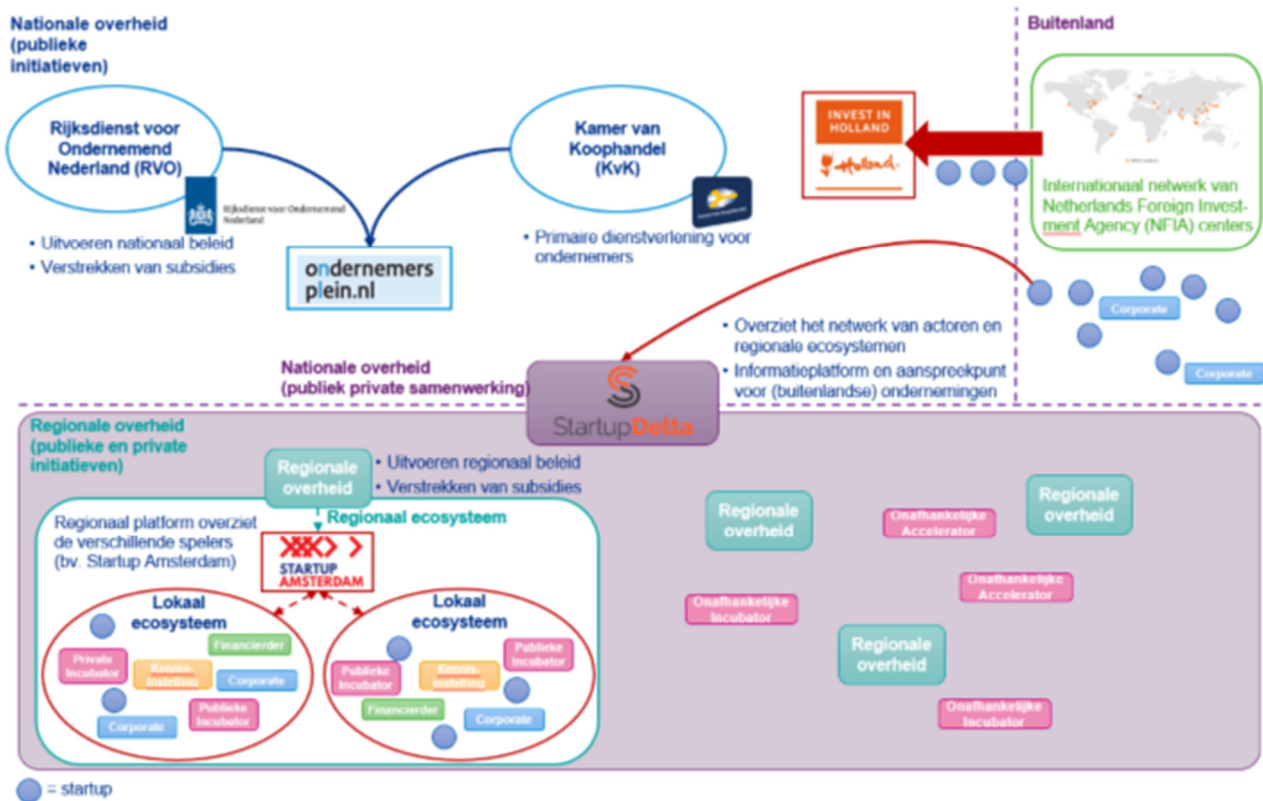 Nationale overheid
(publieke
initiatieven)
Buitenland
Rijksdienst voor
Ondernemend
Nederland (RVO)
Kamer van
Koophandel
(KvK)
INVEST IN
HOLLAND
Holland.
Rijksdienst voor Ondernemend
Nederland
Internationaal netwerk van
Netherlands Foreign Invest-
ment Agency (NFIA) centers
• Uitvoeren nationaal beleid
• Verstrekken van subsidies
• Primaire dienstverlening voor
ondernemers
ondernemers
plein.nl
Corporate
Corporate
• Overziet het netwerk van actoren en
regionale ecosystemen
• Informatieplatform en aanspreekpunt
voor (buitenlandse) ondernemingen
Nationale overheid
(publiek private samenwerking)
StartupDelta
Regionale overheid
(publieke en private
initiatieven)
Regionale
overheid
• Uitvoeren regionaal beleid
• Verstrekken van subsidies
Regionaal ecosysteem
Regionaal platform overziet
de verschillende spelers
(bv. Startup Amsterdam)
STARTUP
AMSTERDAM
Lokaal
ecosysteem
Financierder
Private
Incubator
Kennis-
instelling
Corporate
Publieke
Incubator
Corporate
Lokaal
ecosysteem
Publieke
Incubator
Publieke
Incubator
Kennis-
instelling
Financierder
Corporate
Regionale
overheid
Onafhankelijke
Accelerator
Regionale
overheid
Onafhankelijke
Accelerator
Onafhankelijke
Incubator
Regionale
overheid
Onafhankelijke
Incubator
= startup